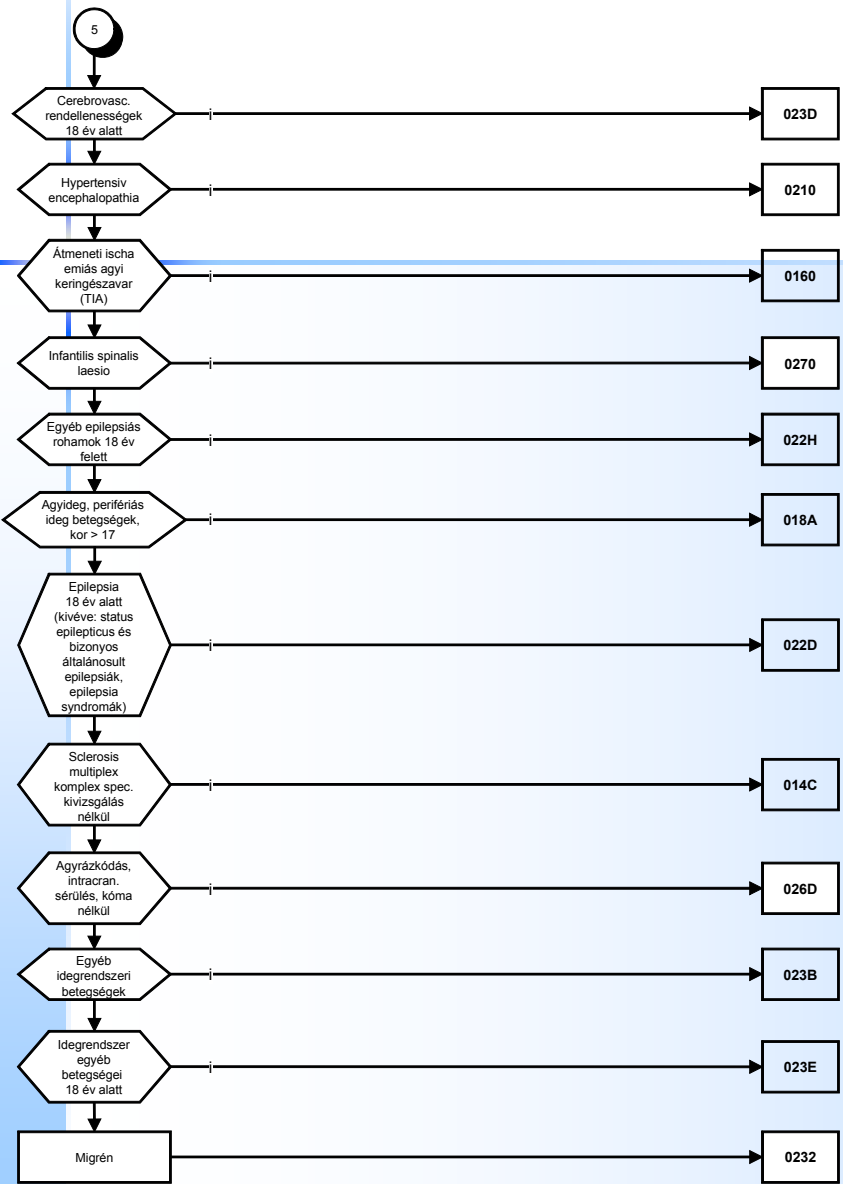 5
Cerebrovasc.
rendellenességek
18 év alatt
i
023D
Hypertensiv
encephalopathia
i
0210
Átmeneti ischa
emiás agyi
keringészavar
(TIA)
i
0160
Infantilis spinalis
laesio
i
0270
Egyéb epilepsiás
rohamok 18 év
felett
i
022H
Agyideg, perifériás
ideg betegségek,
kor > 17
i
018A
Epilepsia
18 év alatt
(kivéve: status
epilepticus és
bizonyos
általánosult
epilepsiák,
epilepsia
syndromák)
i
022D
Sclerosis
multiplex
komplex spec.
kivizsgálás
nélkül
i
014C
Agyrázkódás,
intracran.
sérülés, kóma
nélkül
i
026D
Egyéb
idegrendszeri
betegségek
i
023B
Idegrendszer
egyéb
betegségei
18 év alatt
i
023E
Migrén
0232